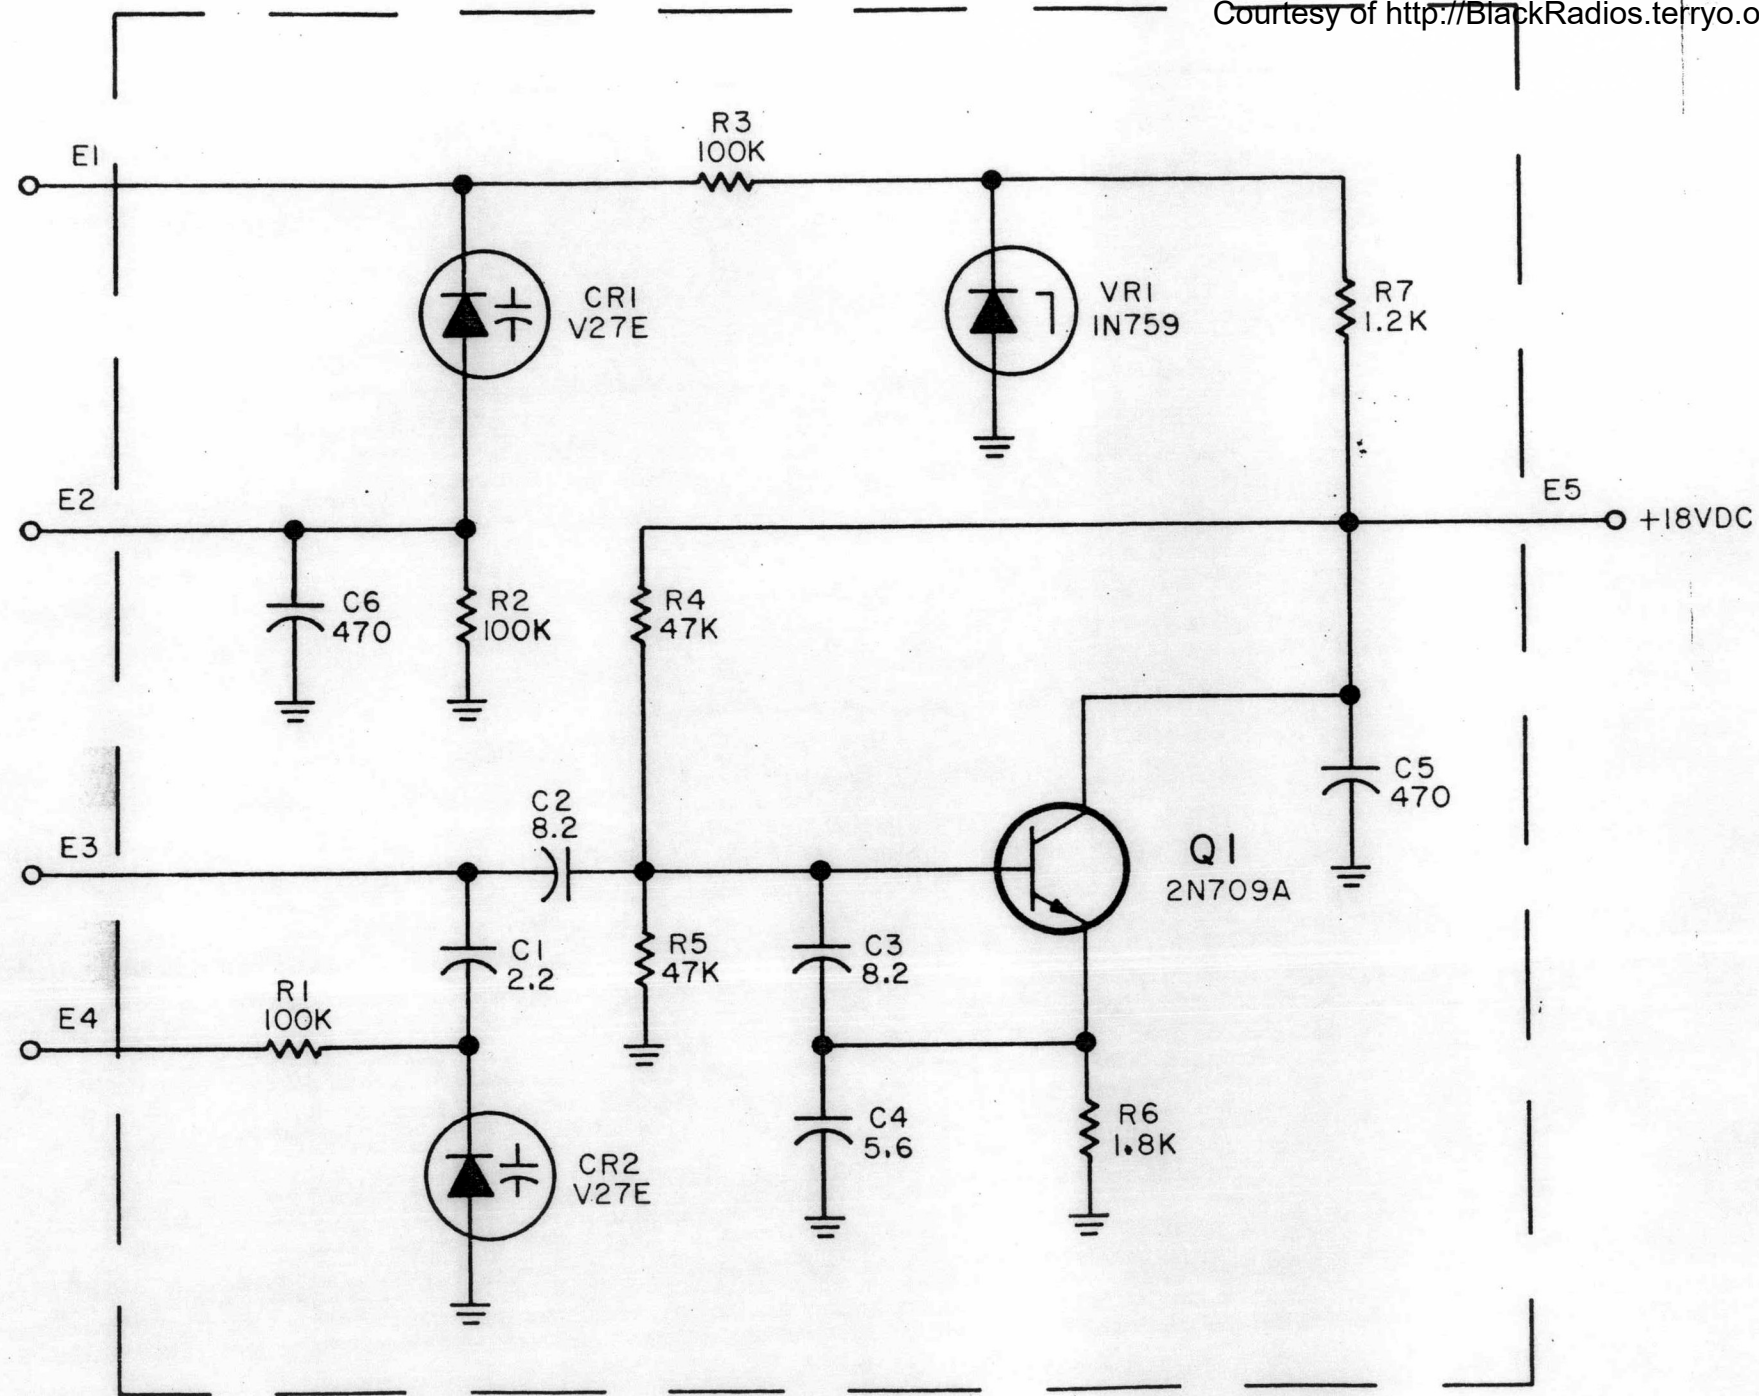 Courtesy of http://BlackRadios.terryo.o
R3
100K
E1
CR1
V27E
VR1
1N759
R7
1.2K
E2
E5
+18VDC
C6
470
R2
100K
R4
47K
C5
470
C2
8.2
E3
Q1
2N709A
C1
2.2
R5
47K
C3
8.2
R1
100K
E4
C4
5.6
R6
1.8K
CR2
V27E